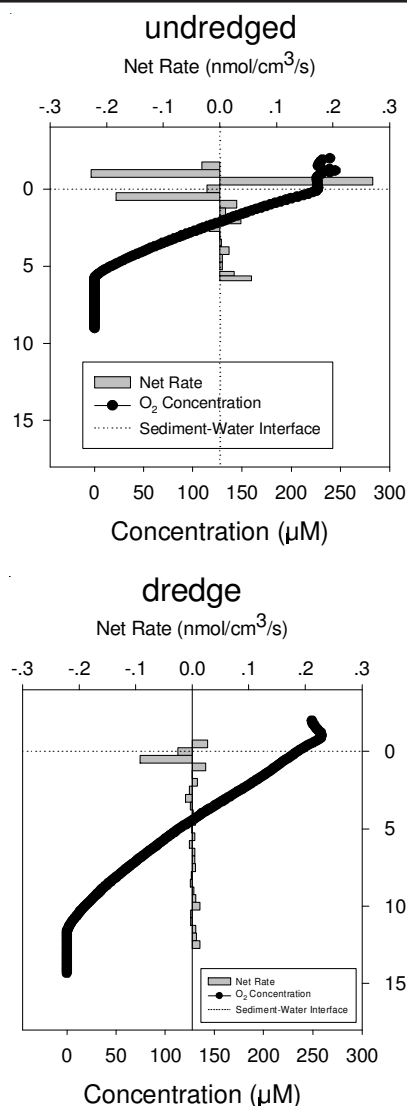 undredged
Net Rate (nmol/cm3/s)
-.3 -.2 -.1 0.0 .1 .2 .3
0
5
10
15
Net Rate
O2 Concentration
Sediment-Water Interface
0 50 100 150 200 250 300
Concentration (µM)
dredge
Net Rate (nmol/cm3/s)
-.3 -.2 -.1 0.0 .1 .2 .3
0
5
10
15
Net Rate
O2 Concentration
Sediment-Water Interface
0 50 100 150 200 250 300
Concentration (µM)